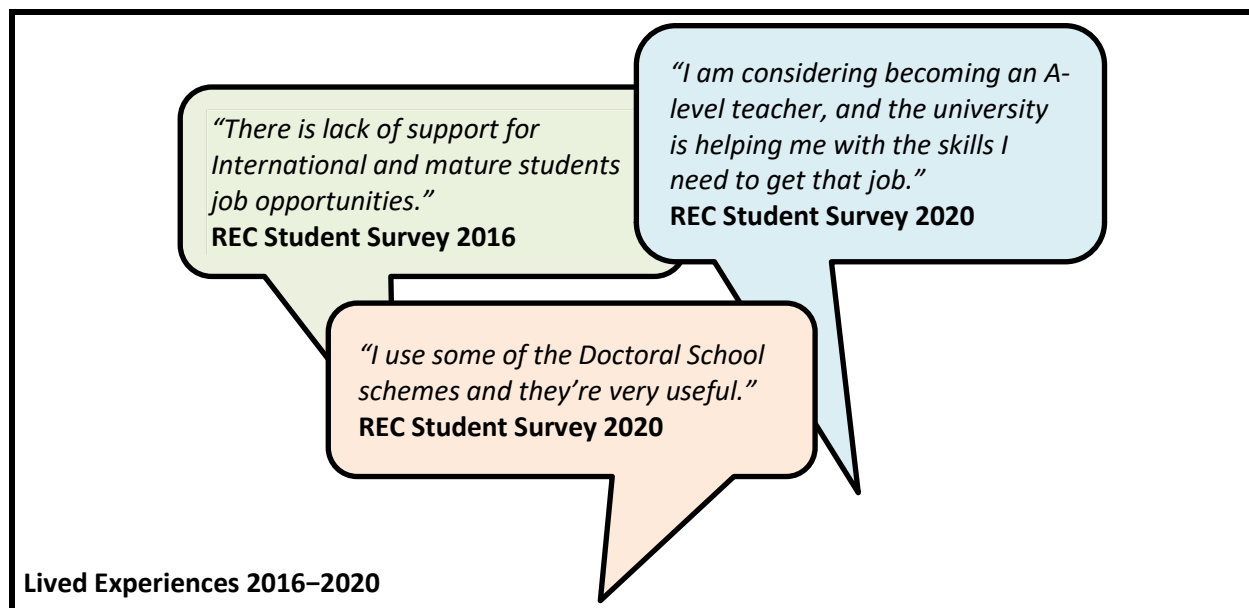 “There is lack of support for
International and mature students
job opportunities.”
REC Student Survey 2016
“I am considering becoming an A-
level teacher, and the university
is helping me with the skills I
need to get that job.”
REC Student Survey 2020
“I use some of the Doctoral School
schemes and they’re very useful.”
REC Student Survey 2020
Lived Experiences 2016–2020